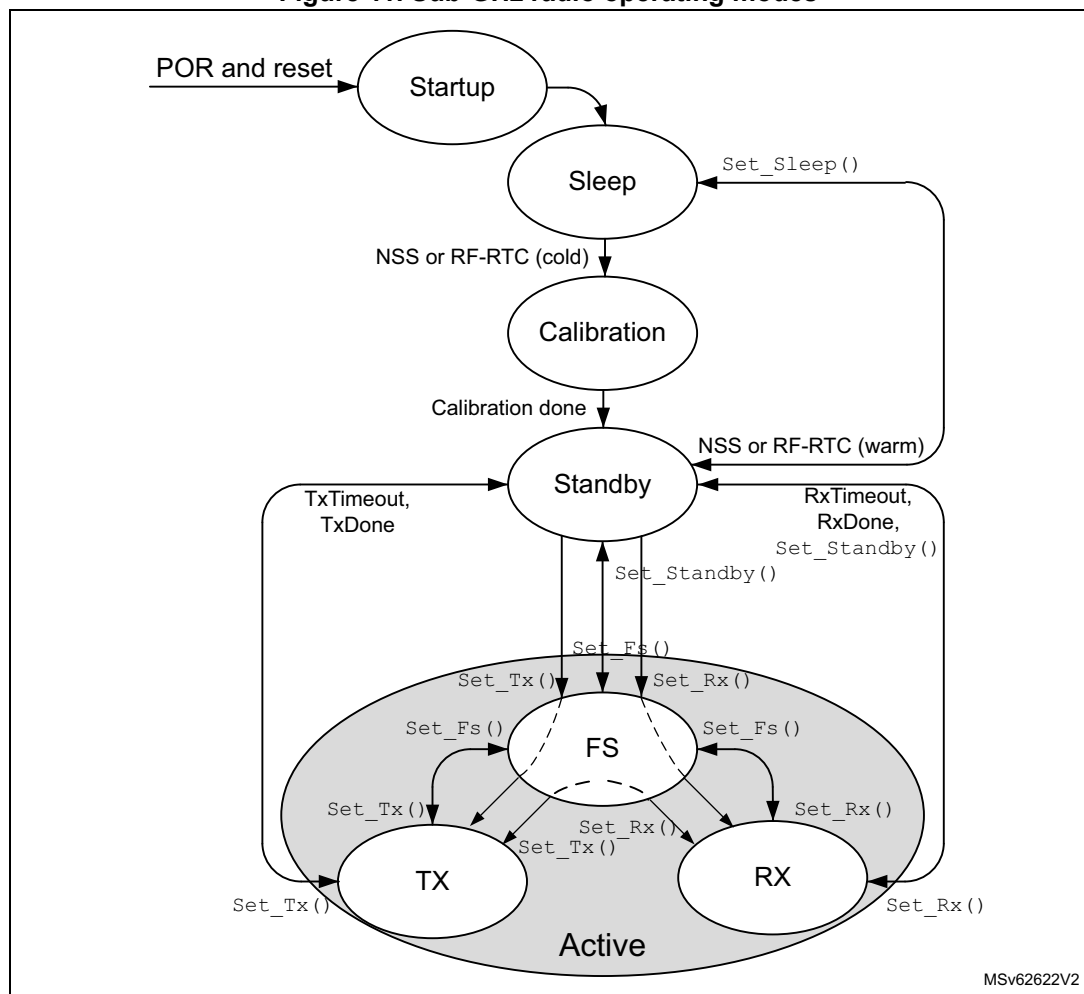 Figure Sub-GHz radio operating modes
POR and reset
Startup
Sleep
Set_Sleep()
NSS or RF-RTC (cold)
Calibration
Calibration done
NSS or RF-RTC (warm)
Standby
TxTimeout,
TxDone
RxTimeout,
RxDone,
Set_Standby()
Set_Standby()
Set_Fs()
Set_Tx()
Set_Rx()
Set_Fs()
FS
Set_Fs()
Set_Tx()
Set_Rx()
Set_Tx()
Set_Rx()
TX
RX
Set_Tx()
Set_Rx()
Active
MSv62622V2